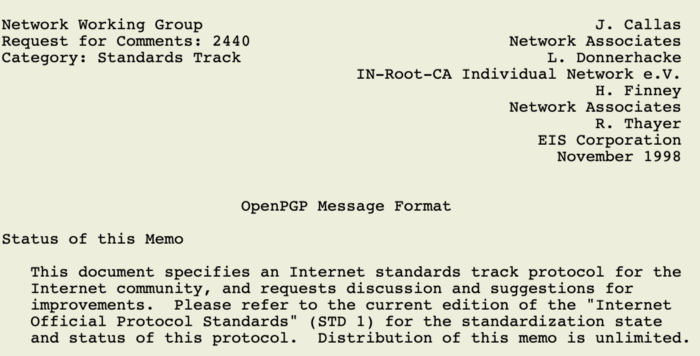 Network Working Group                                          J. Callas
Request for Comments: 2440                            Network Associates
Category: Standards Track                                 L. Donnerhacke
                                     IN-Root-CA Individual Network e.V.
                                                               H. Finney
                                                      Network Associates
                                                               R. Thayer
                                                         EIS Corporation
                                                           November 1998
OpenPGP Message Format
Status of this Memo
This document specifies an Internet standards track protocol for the
Internet community, and requests discussion and suggestions for
improvements.  Please refer to the current edition of the "Internet
Official Protocol Standards" (STD 1) for the standardization state
and status of this protocol.  Distribution of this memo is unlimited.